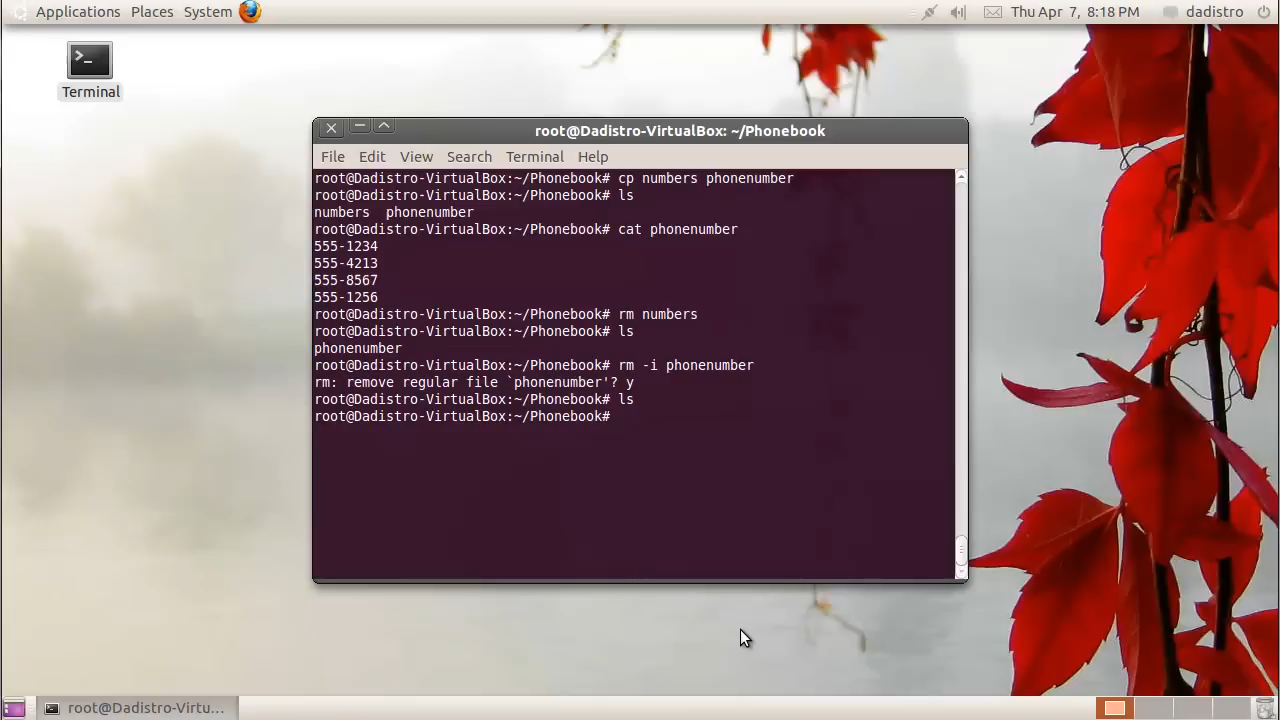 Applications Places System Thu Apr 7, 8:18 PM dadistro
Terminal
root@Dadistro-VirtualBox: ~/Phonebook
File Edit View Search Terminal Help
root@Dadistro-VirtualBox:~/Phonebook# cp numbers phonenumber
root@Dadistro-VirtualBox:~/Phonebook# ls
numbers  phonenumber
root@Dadistro-VirtualBox:~/Phonebook# cat phonenumber
555-1234
555-4213
555-8567
555-1256
root@Dadistro-VirtualBox:~/Phonebook# rm numbers
root@Dadistro-VirtualBox:~/Phonebook# ls
phonenumber
root@Dadistro-VirtualBox:~/Phonebook# rm -i phonenumber
rm: remove regular file `phonenumber'? y
root@Dadistro-VirtualBox:~/Phonebook# ls
root@Dadistro-VirtualBox:~/Phonebook#
root@Dadistro-Virtu...